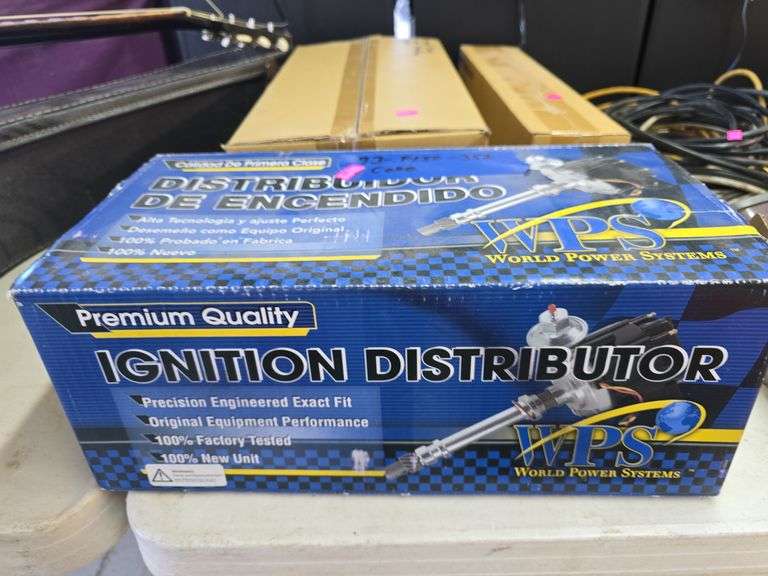 Calidad De Primera Clase
DISTRIBUIDOR
DE ENCENDIDO
Alta Tecnologia y ajuste Perfecto
Desempeño como Equipo Original
100% Probado en Fabrica
100% Nuevo
WPS
WORLD POWER SYSTEMS™
Premium Quality
IGNITION DISTRIBUTOR
Precision Engineered Exact Fit
Original Equipment Performance
100% Factory Tested
100% New Unit
WPS
WORLD POWER SYSTEMS™